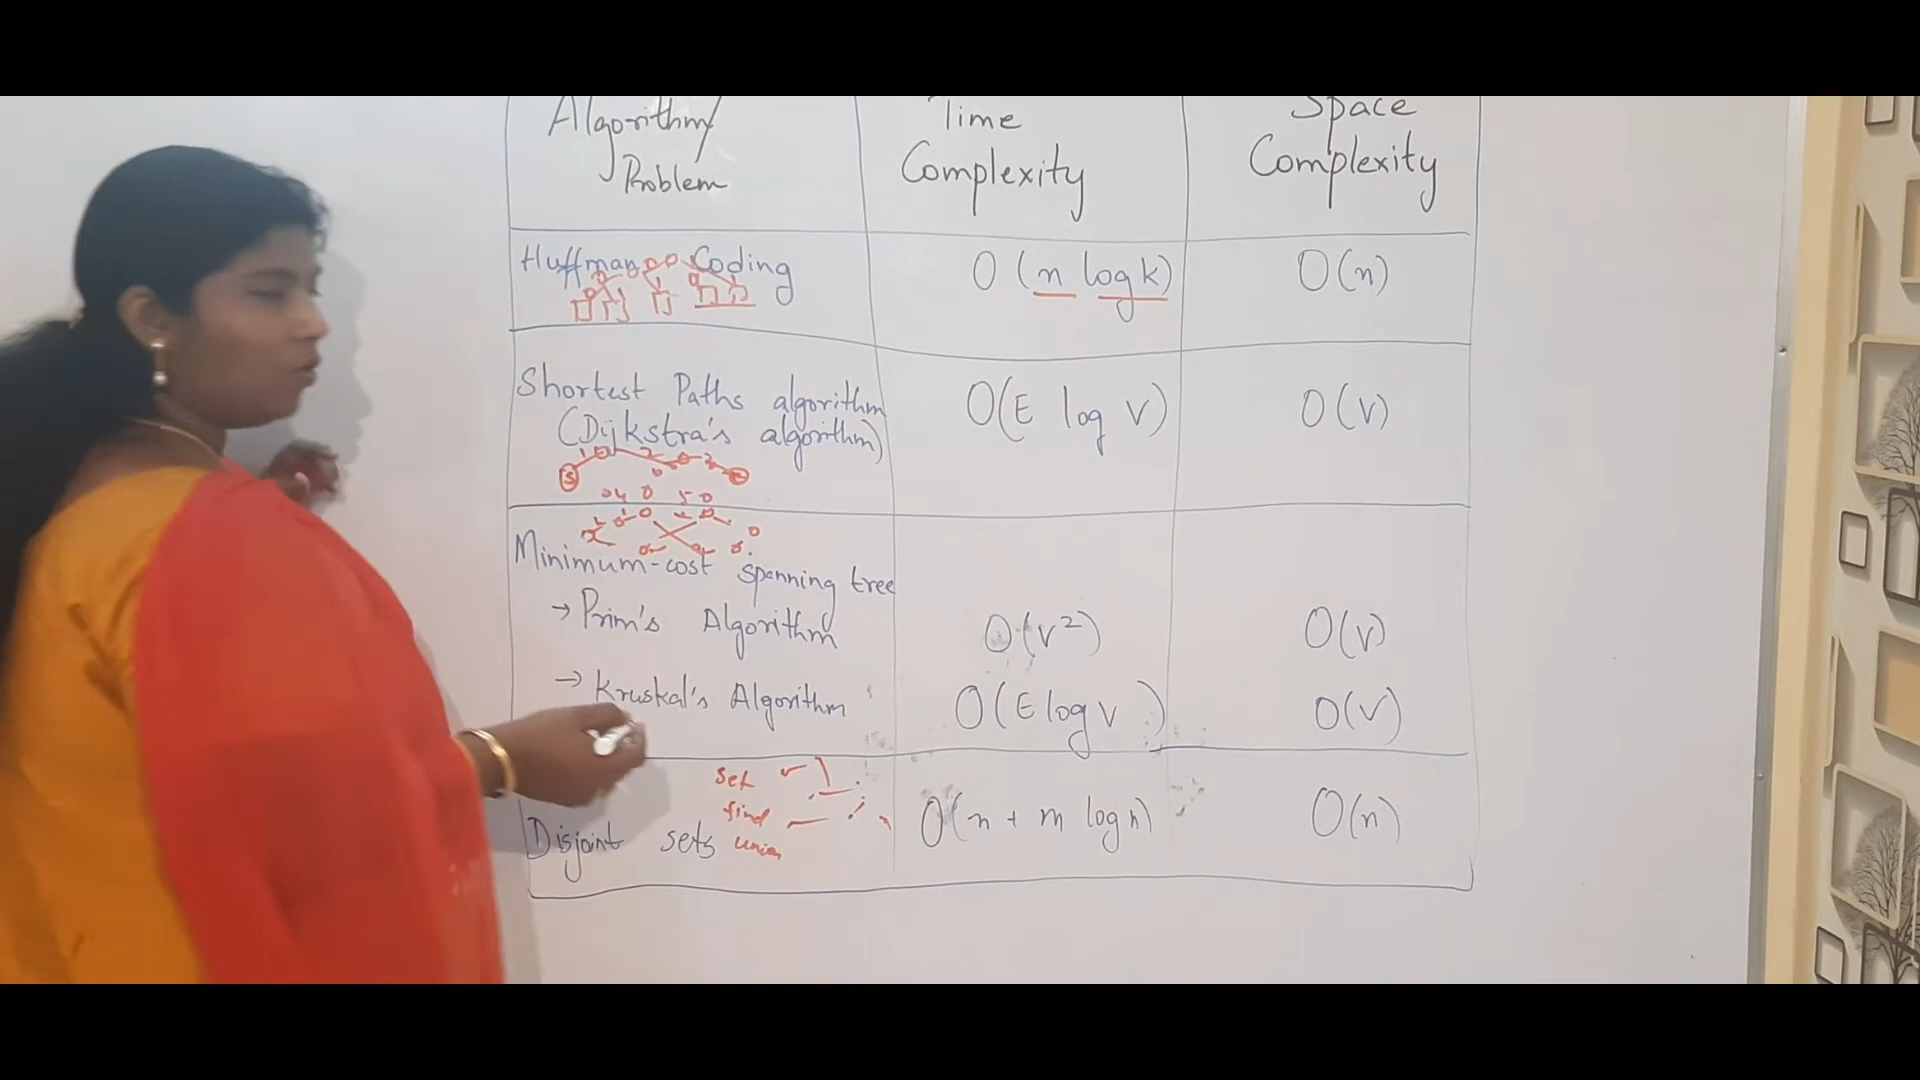 Algorithm/ Time Space
Problem Complexity Complexity
Huffman Coding O(n log k) O(n)
Shortest Paths algorithm O(E log V) O(V)
(Dijkstra's algorithm)
Minimum-cost spanning tree
→ Prim's Algorithm O(V²) O(V)
→ Kruskal's Algorithm O(E log V) O(V)
set
find
Disjoint sets union O(n + m log n) O(n)